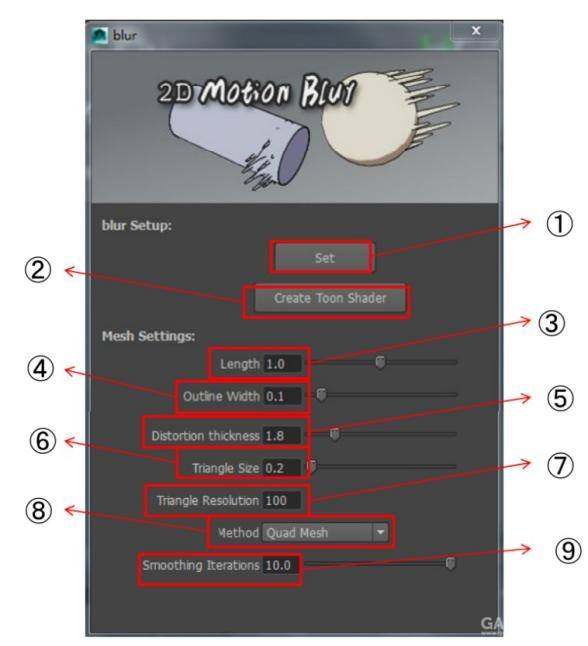 blur
x
2D Motion Blur
blur Setup:
①
Set
②
Create Toon Shader
③
Mesh Settings:
Length 1.0
④
Outline Width 0.1
⑤
Distortion thickness 1.8
⑥
Triangle Size 0.2
⑦
Triangle Resolution 100
⑧
Method Quad Mesh
⑨
Smoothing Iterations 10.0
GA